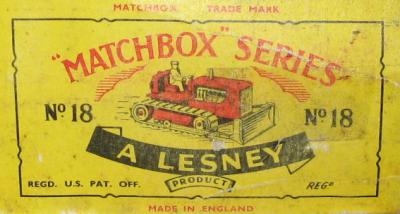 MATCHBOX TRADE MARK
"MATCHBOX" SERIES
No 18 No 18
A LESNEY
PRODUCT
REGD. U.S. PAT. OFF. REGD
MADE IN ENGLAND